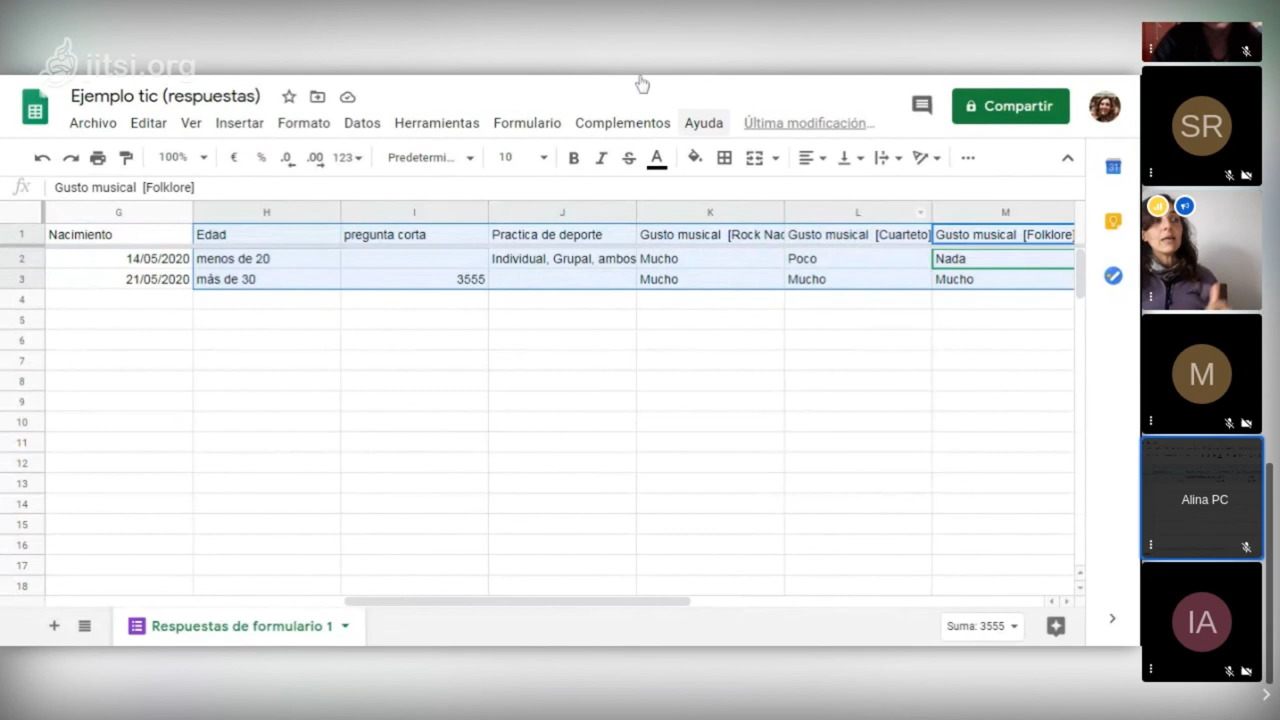 jitsi.org
Ejemplo tic (respuestas)
Compartir
Archivo Editar Ver Insertar Formato Datos Herramientas Formulario Complementos Ayuda Última modificación...
100% € % .0 .00 123 Predetermi... 10 B I S A
31
fx Gusto musical [Folklore]
G H I J K L M
1 Nacimiento Edad pregunta corta Practica de deporte Gusto musical [Rock Nac Gusto musical [Cuarteto] Gusto musical [Folklore]
2 14/05/2020 menos de 20 Individual, Grupal, ambos Mucho Poco Nada
3 21/05/2020 más de 30 3555 Mucho Mucho Mucho
4
5
6
7
8
9
10
11
12
13
14
15
16
17
18
Respuestas de formulario 1
Suma: 3555
SR
M
Alina PC
IA